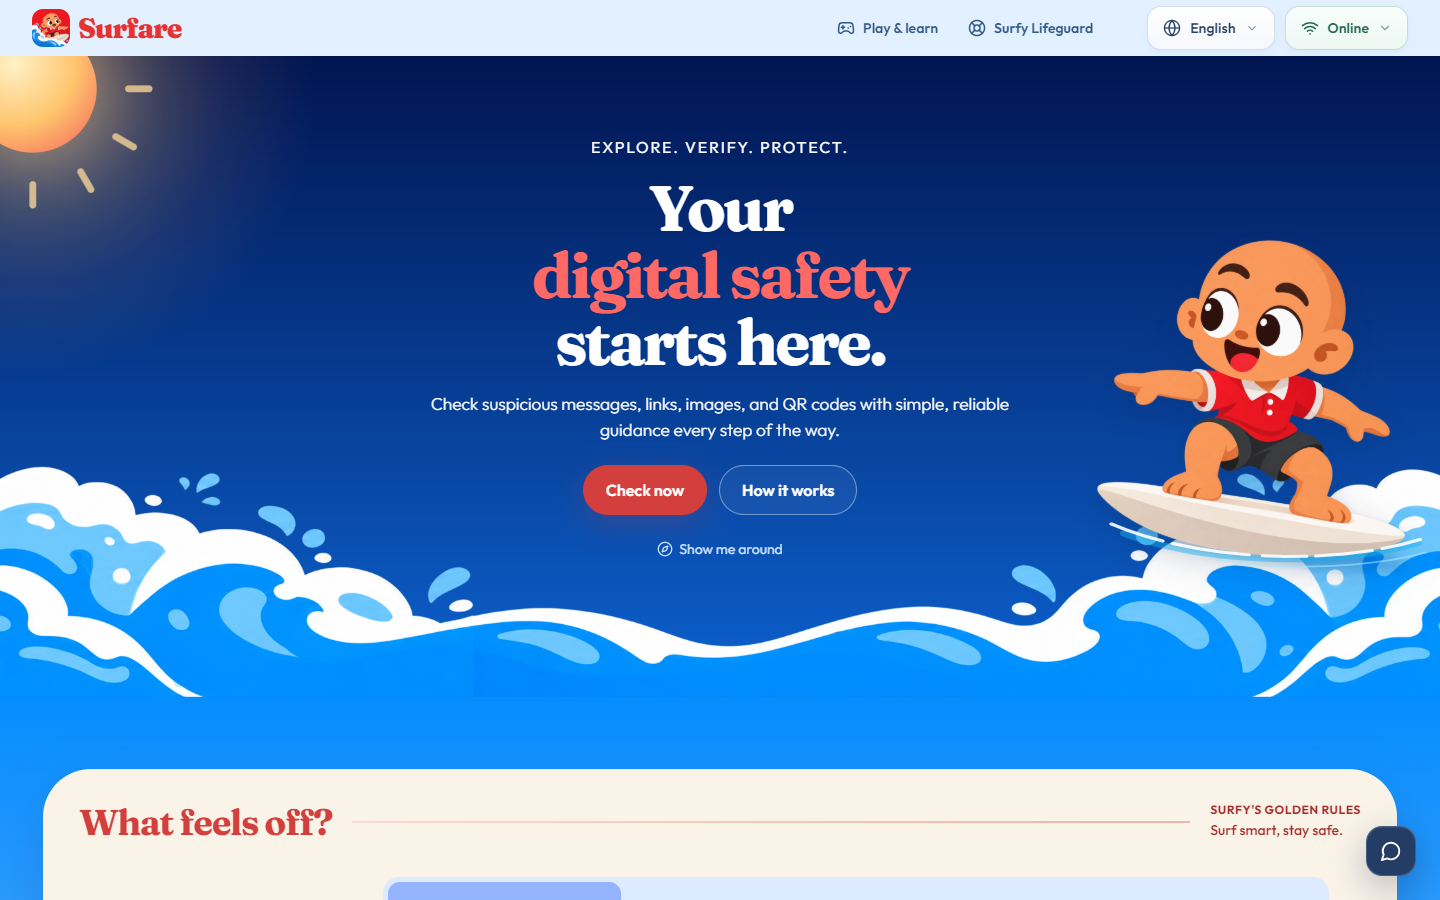 Surfare
Play & learn
Surfy Lifeguard
English
Online
EXPLORE. VERIFY. PROTECT.
Your
digital safety
starts here.
Check suspicious messages, links, images, and QR codes with simple, reliable
guidance every step of the way.
Check now
How it works
Show me around
What feels off?
SURFY'S GOLDEN RULES
Surf smart, stay safe.